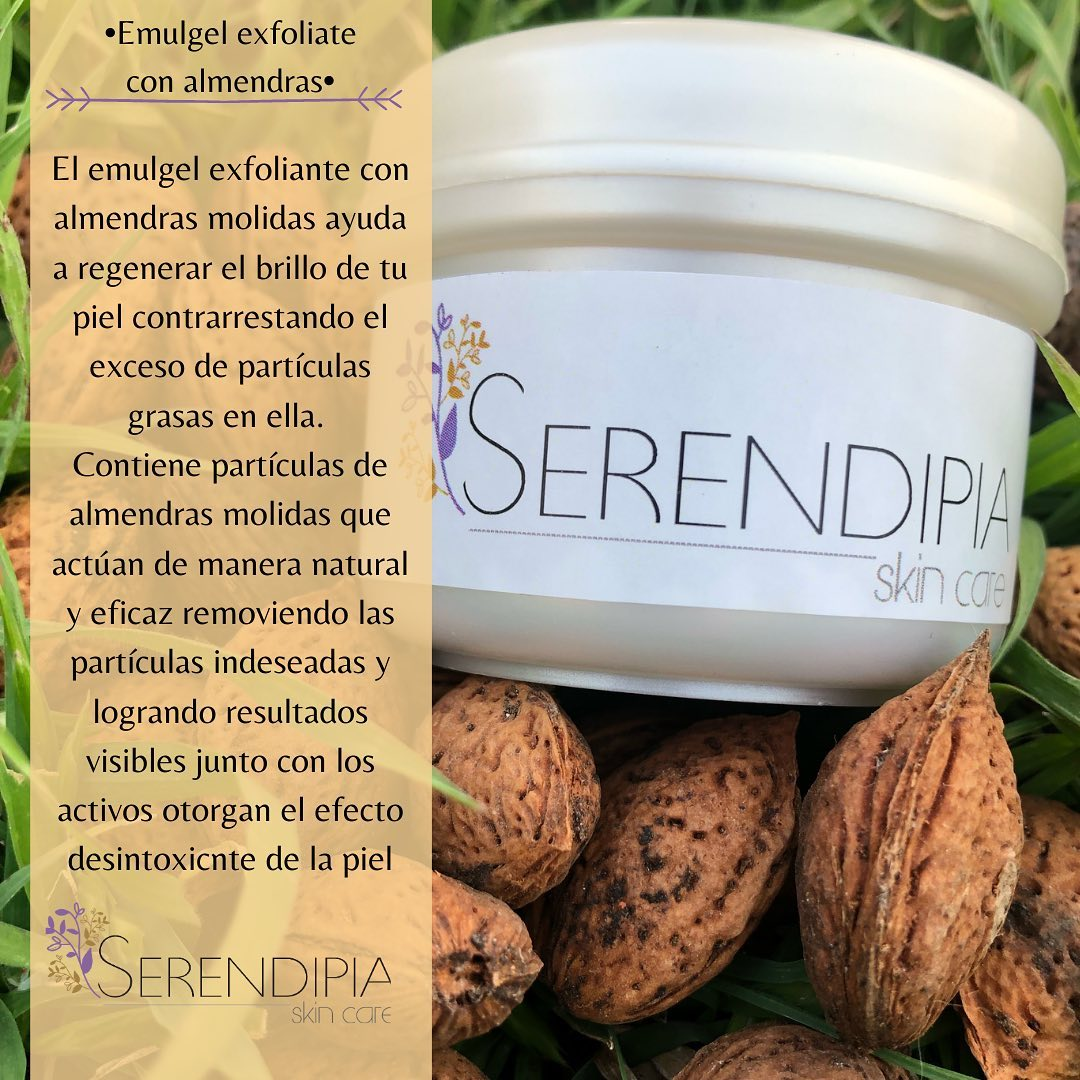 •Emulgel exfoliate
con almendras•
El emulgel exfoliante con
almendras molidas ayuda
a regenerar el brillo de tu
piel contrarrestando el
exceso de partículas
grasas en ella.
Contiene partículas de
almendras molidas que
actúan de manera natural
y eficaz removiendo las
partículas indeseadas y
logrando resultados
visibles junto con los
activos otorgan el efecto
desintoxicnte de la piel
SERENDIPIA
skin care
SERENDIPIA
skin care